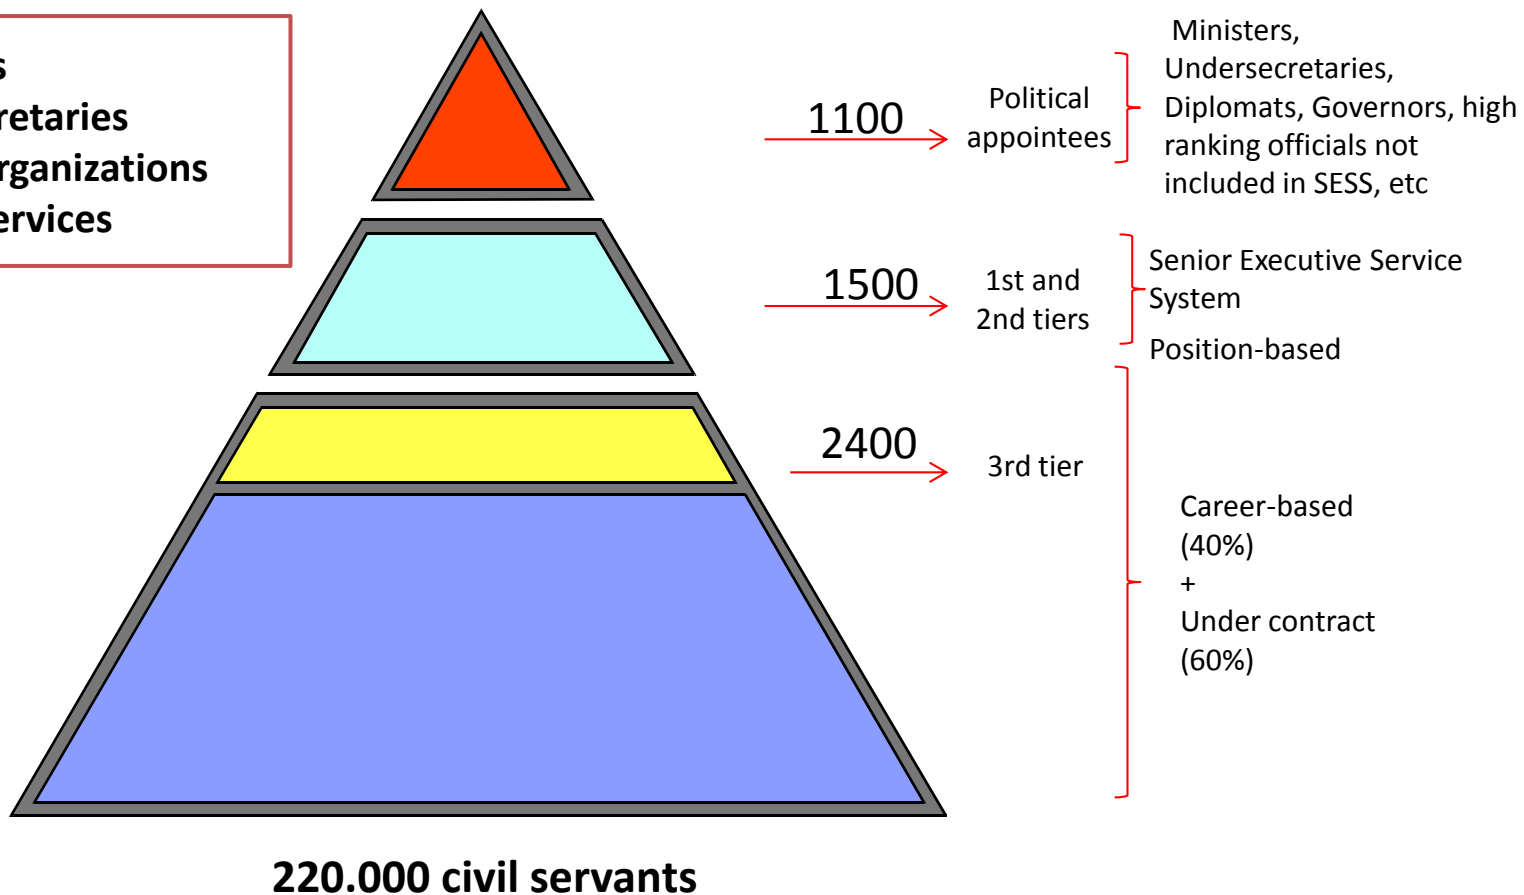 s
retaries
rganizations
ervices
1100
Political
appointees
Ministers,
Undersecretaries,
Diplomats, Governors, high
ranking officials not
included in SESS, etc
1500
1st and
2nd tiers
Senior Executive Service
System
Position-based
2400
3rd tier
Career-based
(40%)
+
Under contract
(60%)
220.000 civil servants